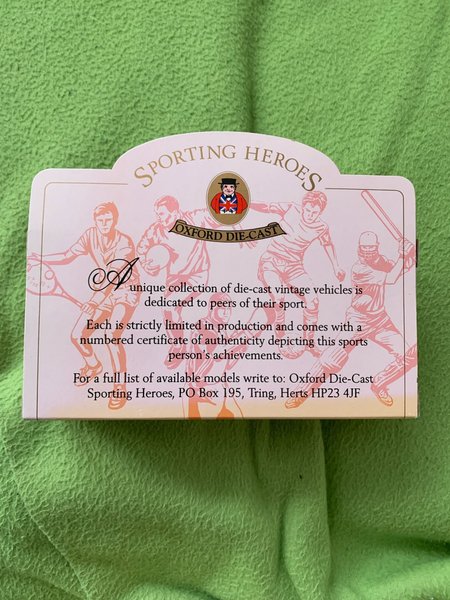 SPORTING HEROES
OXFORD DIE-CAST
A unique collection of die-cast vintage vehicles is
dedicated to peers of their sport.
Each is strictly limited in production and comes with a
numbered certificate of authenticity depicting this sports
person's achievements.
For a full list of available models write to: Oxford Die-Cast
Sporting Heroes, PO Box 195, Tring, Herts HP23 4JF